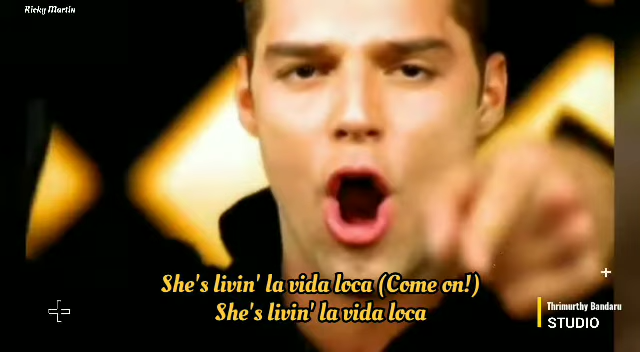 Ricky Martin
She's livin' la vida loca (Come on!)
She's livin' la vida loca
Thrimurthy Bandaru
STUDIO